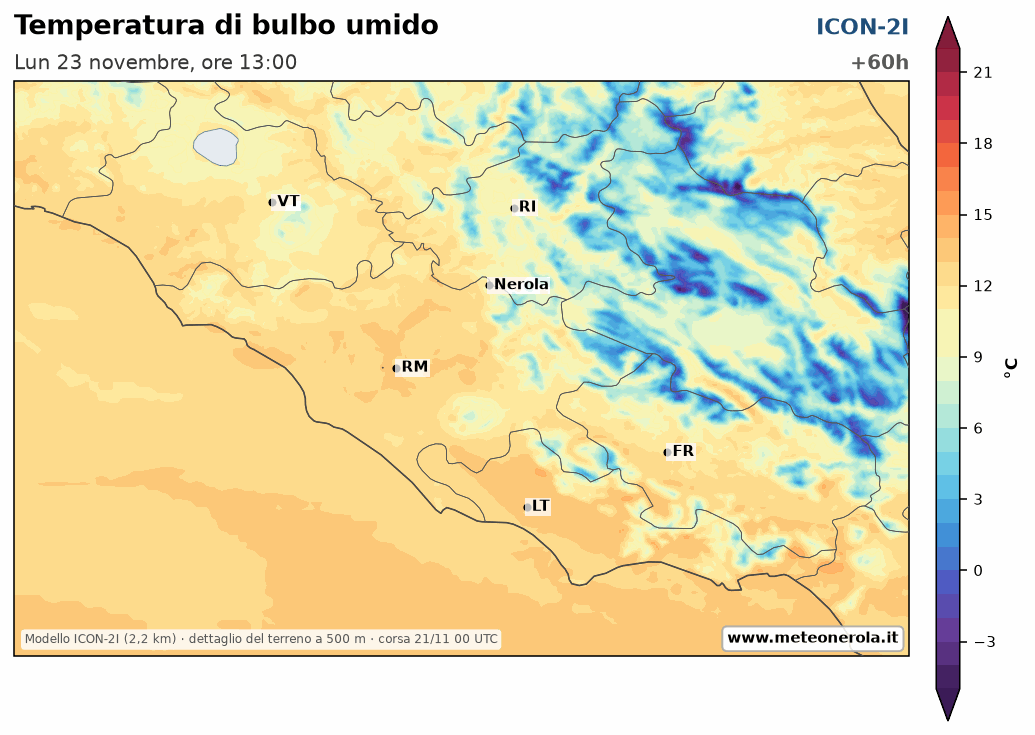 Temperatura di bulbo umido
ICON-2I
Lun 23 novembre, ore 13:00
+60h
VT
RI
Nerola
RM
FR
LT
21
18
15
12
9
6
3
0
−3
°C
Modello ICON-2I (2,2 km) · dettaglio del terreno a 500 m · corsa 21/11 00 UTC
www.meteonerola.it